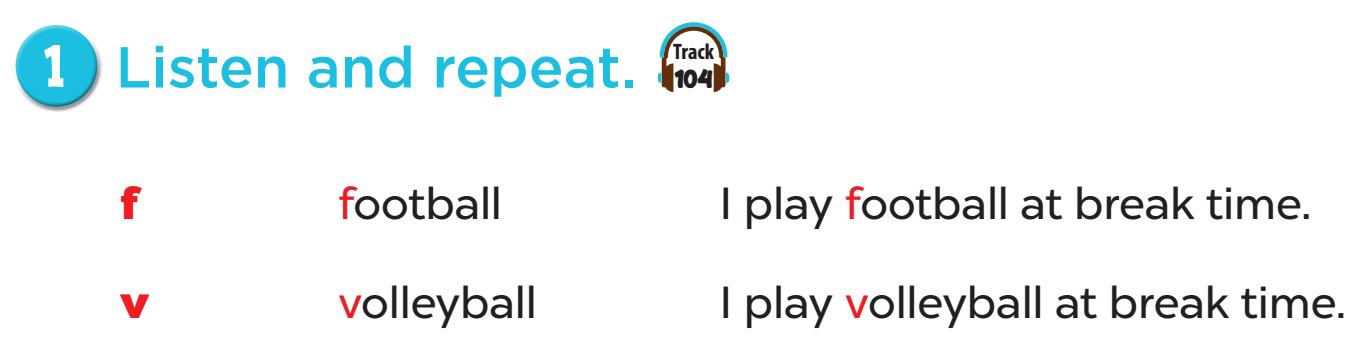 1 Listen and repeat. Track 104
f football I play football at break time.
v volleyball I play volleyball at break time.